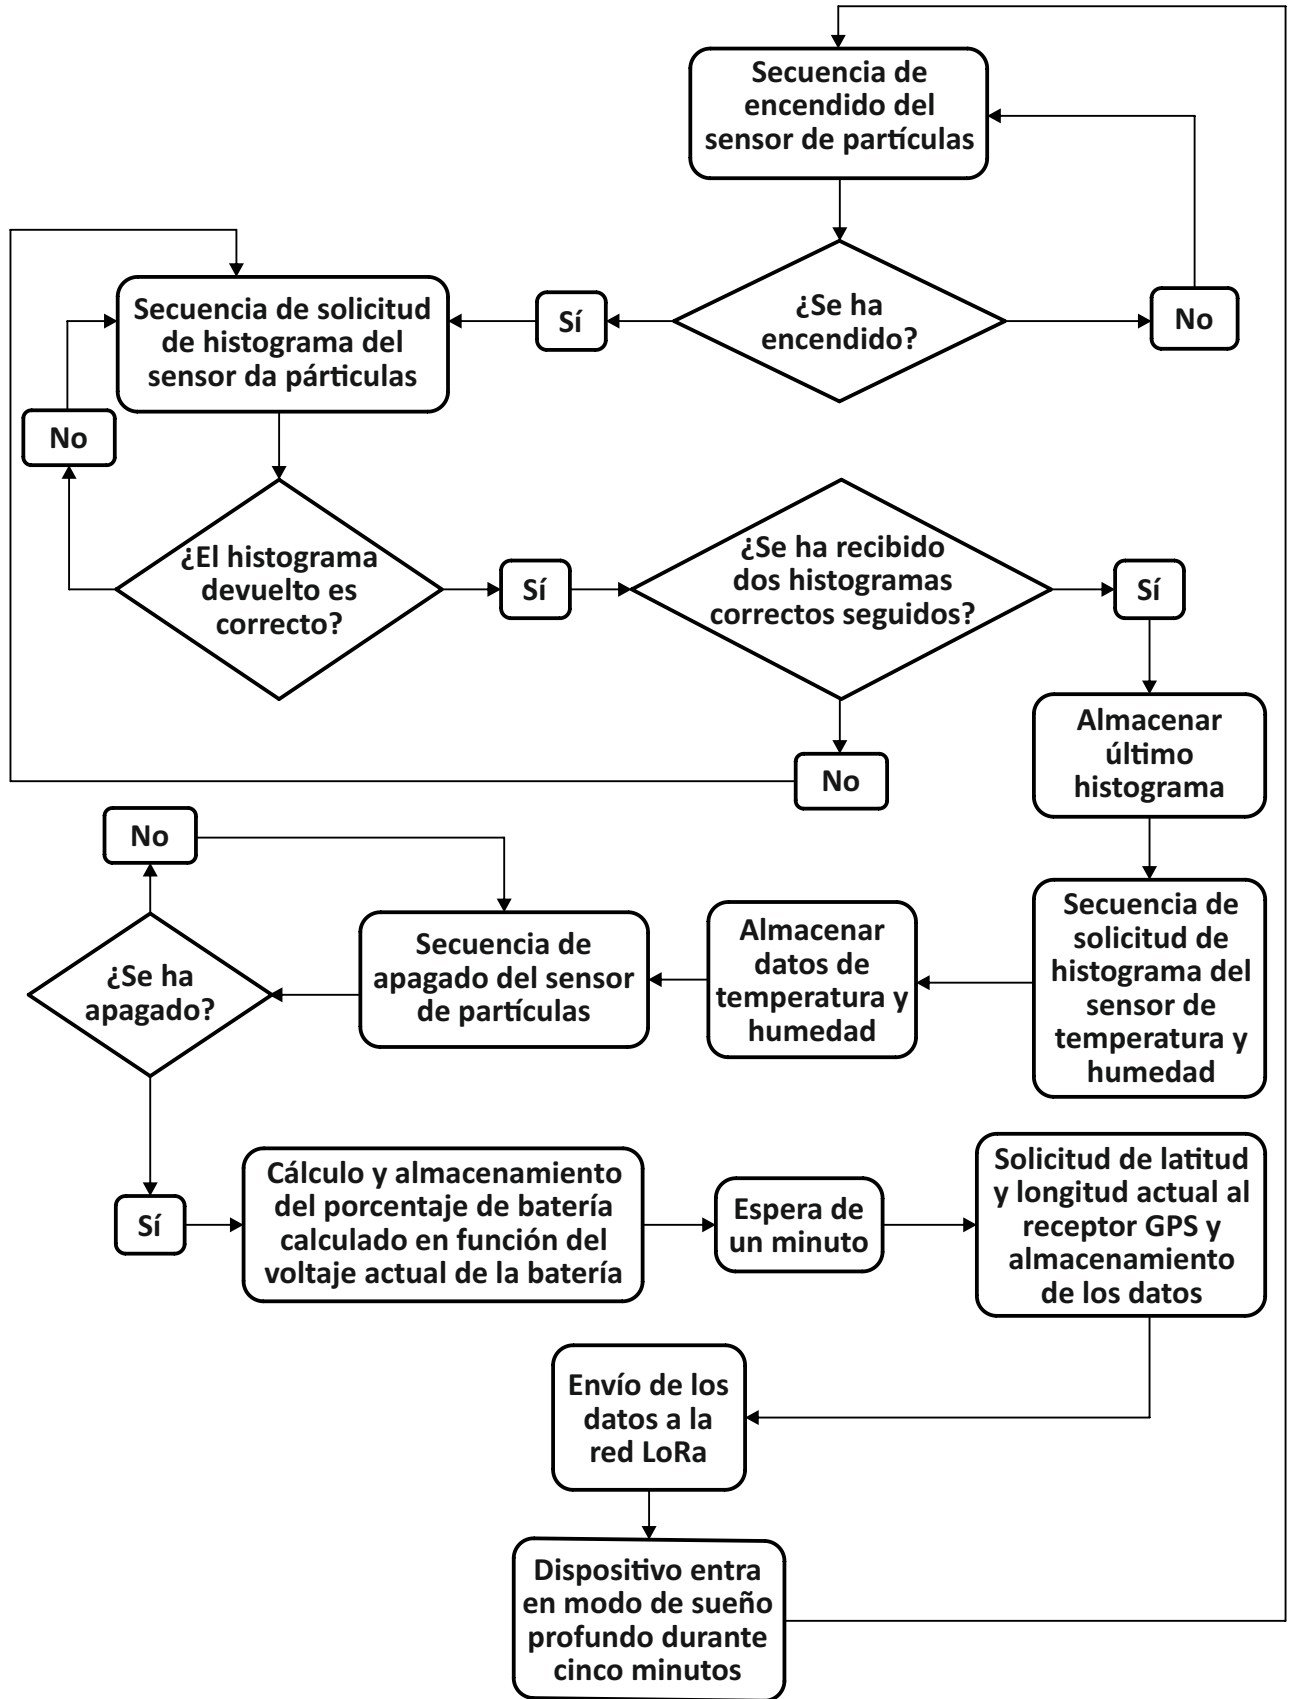 Secuencia de
encendido del
sensor de partículas
¿Se ha
encendido?
No
Sí
Secuencia de solicitud
de histograma del
sensor da párticulas
No
¿El histograma
devuelto es
correcto?
Sí
¿Se ha recibido
dos histogramas
correctos seguidos?
Sí
No
Almacenar
último
histograma
Secuencia de
solicitud de
histograma del
sensor de
temperatura y
humedad
Almacenar
datos de
temperatura y
humedad
Secuencia de
apagado del sensor
de partículas
¿Se ha
apagado?
No
Sí
Cálculo y almacenamiento
del porcentaje de batería
calculado en función del
voltaje actual de la batería
Espera de
un minuto
Solicitud de latitud
y longitud actual al
receptor GPS y
almacenamiento
de los datos
Envío de los
datos a la
red LoRa
Dispositivo entra
en modo de sueño
profundo durante
cinco minutos